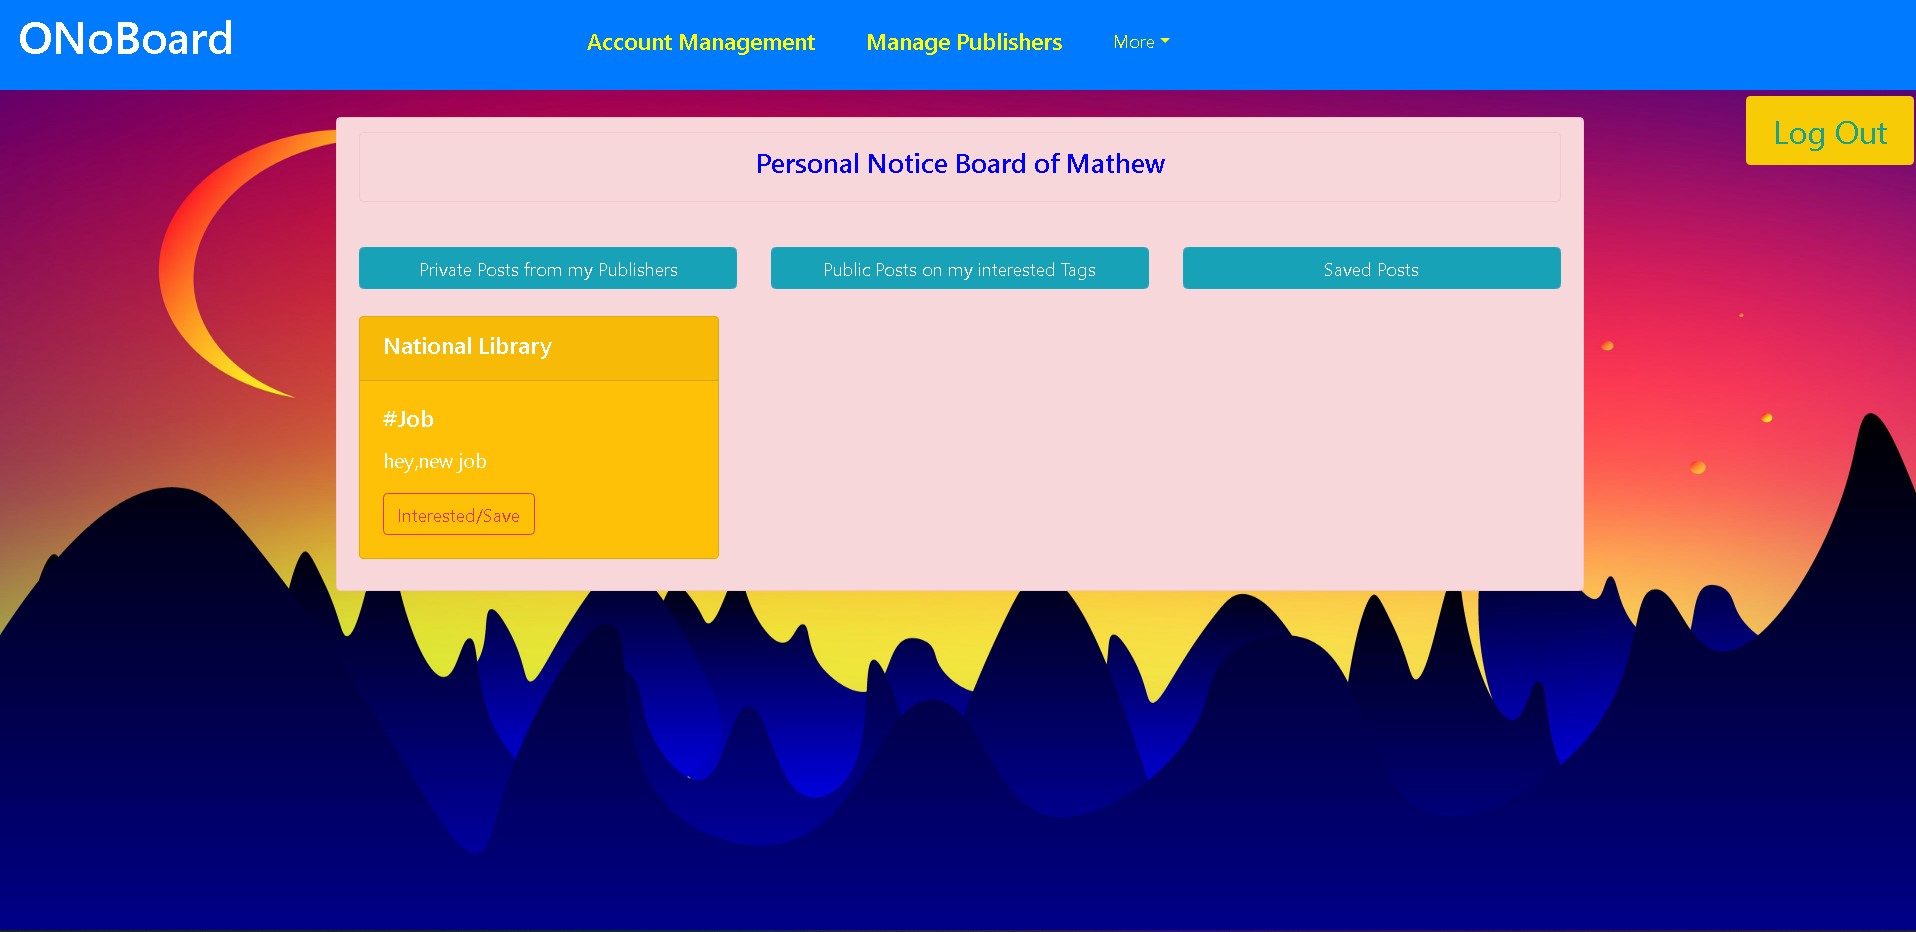 ONoBoard
Account Management
Manage Publishers
More
Log Out
Personal Notice Board of Mathew
Private Posts from my Publishers
Public Posts on my interested Tags
Saved Posts
National Library
#Job
hey,new job
Interested/Save